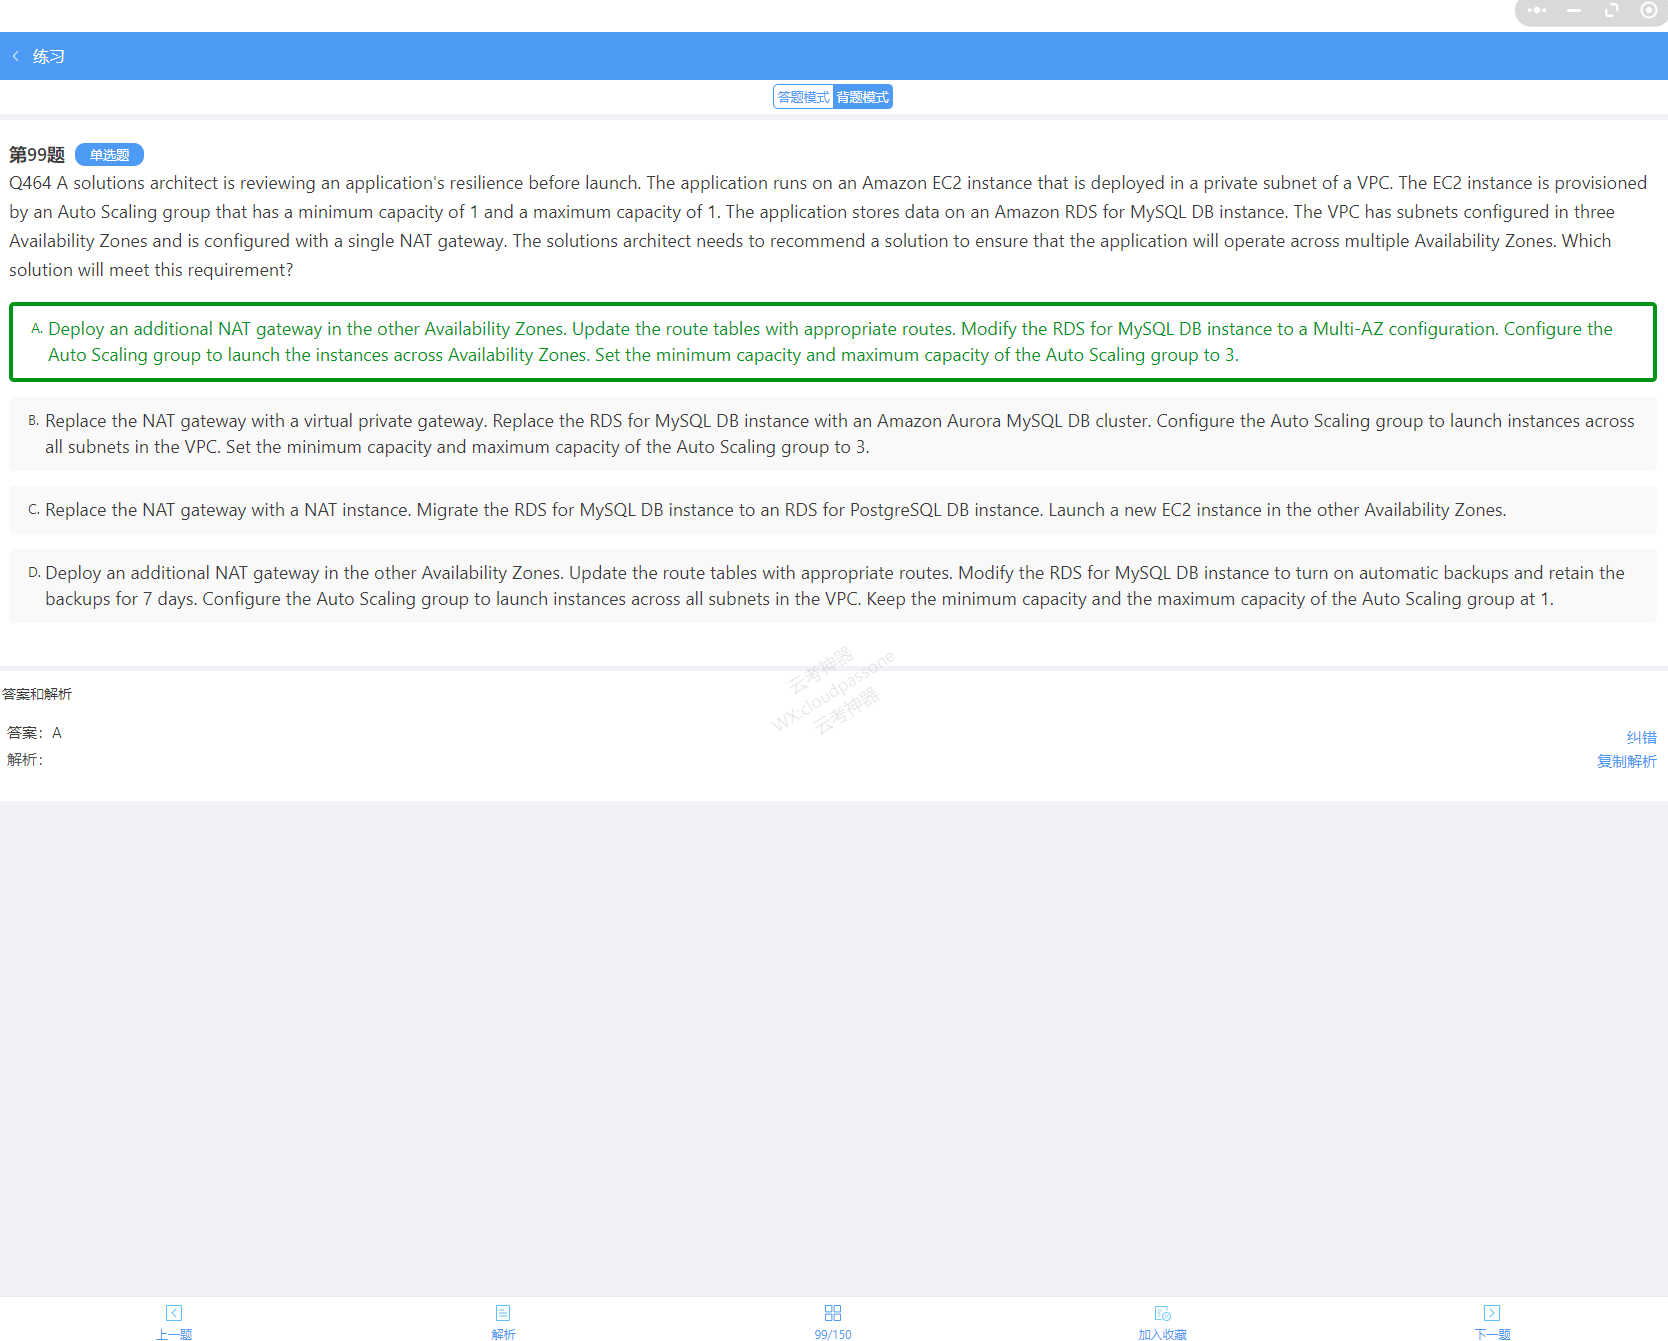 练习
答题模式 背题模式
第99题 单选题
Q464 A solutions architect is reviewing an application's resilience before launch. The application runs on an Amazon EC2 instance that is deployed in a private subnet of a VPC. The EC2 instance is provisioned
by an Auto Scaling group that has a minimum capacity of 1 and a maximum capacity of 1. The application stores data on an Amazon RDS for MySQL DB instance. The VPC has subnets configured in three
Availability Zones and is configured with a single NAT gateway. The solutions architect needs to recommend a solution to ensure that the application will operate across multiple Availability Zones. Which
solution will meet this requirement?
A. Deploy an additional NAT gateway in the other Availability Zones. Update the route tables with appropriate routes. Modify the RDS for MySQL DB instance to a Multi-AZ configuration. Configure the
Auto Scaling group to launch the instances across Availability Zones. Set the minimum capacity and maximum capacity of the Auto Scaling group to 3.
B. Replace the NAT gateway with a virtual private gateway. Replace the RDS for MySQL DB instance with an Amazon Aurora MySQL DB cluster. Configure the Auto Scaling group to launch instances across
all subnets in the VPC. Set the minimum capacity and maximum capacity of the Auto Scaling group to 3.
C. Replace the NAT gateway with a NAT instance. Migrate the RDS for MySQL DB instance to an RDS for PostgreSQL DB instance. Launch a new EC2 instance in the other Availability Zones.
D. Deploy an additional NAT gateway in the other Availability Zones. Update the route tables with appropriate routes. Modify the RDS for MySQL DB instance to turn on automatic backups and retain the
backups for 7 days. Configure the Auto Scaling group to launch instances across all subnets in the VPC. Keep the minimum capacity and the maximum capacity of the Auto Scaling group at 1.
云考神器
WX:cloudpassone
云考神器
答案和解析
答案：A
解析：
纠错
复制解析
上一题
解析
99/150
加入收藏
下一题